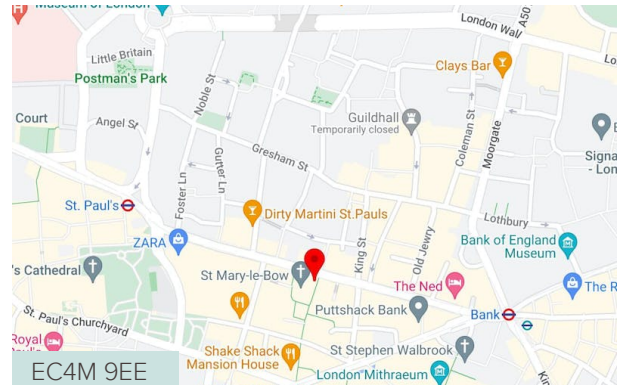 Museum of London
London Wall
A50
Little Britain
Clays Bar
Postman's Park
Noble St
Guildhall
Temporarily closed
Court
Angel St
Coleman St
Moorgate
Gresham St
Gutter Ln
Foster Ln
St. Paul's
Dirty Martini St.Pauls
Lothbury
ZARA
King St
Old Jewry
Bank of England
Museum
's Cathedral
St Mary-le-Bow
The Ned
The R
Puttshack Bank
Bank
St. Paul's Churchyard
Royal
Shake Shack
Mansion House
St Stephen Walbrook
London Mithraeum
EC4M 9EE